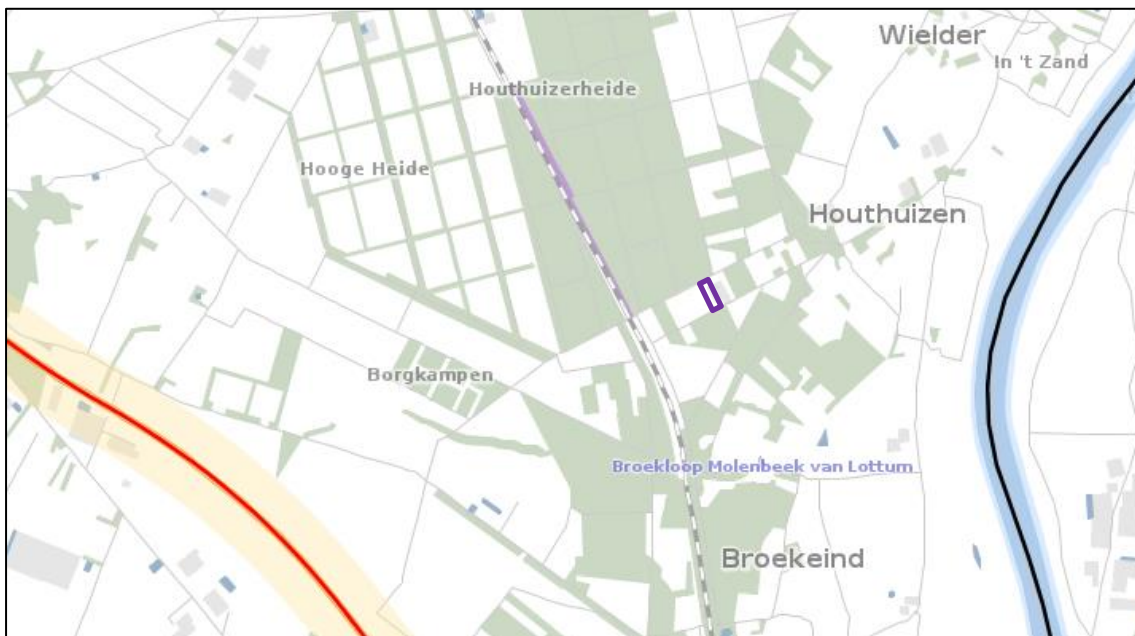 Wielder
In 't Zand
Houthuizerheide
Hooge Heide
Houthuizen
Borgkampen
Broekloop Molenbeek van Lottum
Broekeind